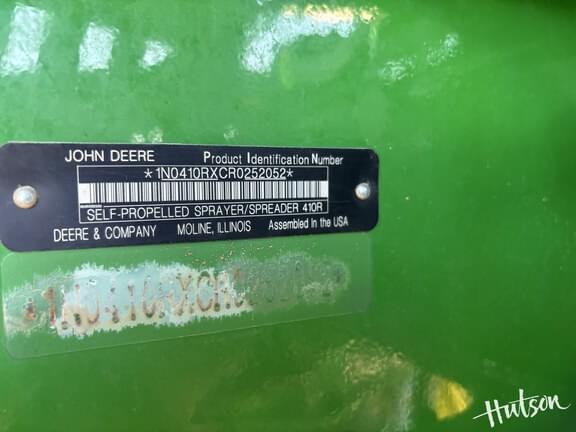 JOHN DEERE Product Identification Number
*1N0410RXCR0252052*
SELF-PROPELLED SPRAYER/SPREADER 410R
DEERE & COMPANY MOLINE, ILLINOIS Assembled in the USA
Hutson